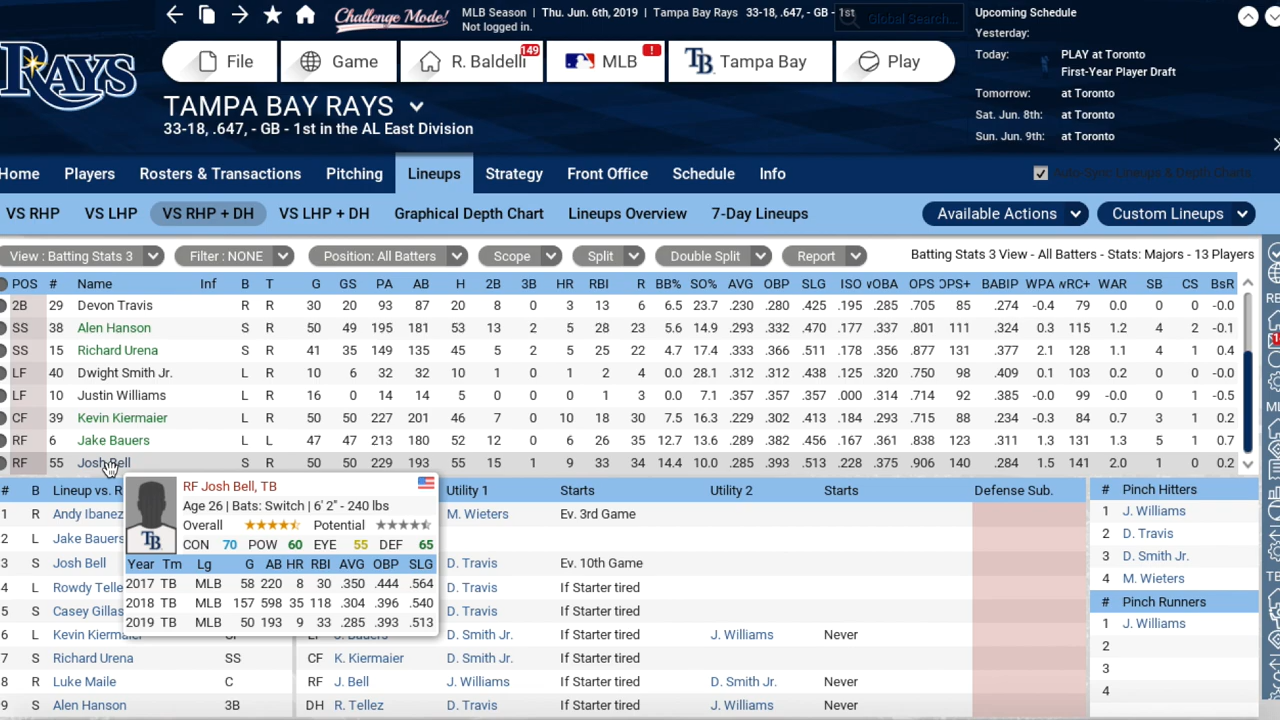 Challenge Mode!
MLB Season | Thu. Jun. 6th, 2019 | Tampa Bay Rays 33-18, .647, - GB - 1st
Not logged in.
Global Search...
Upcoming Schedule
Yesterday:
Today: PLAY at Toronto
First-Year Player Draft
Tomorrow: at Toronto
Sat. Jun. 8th: at Toronto
Sun. Jun. 9th: at Toronto
RAYS
File Game R. Baldelli 149 MLB ! TB Tampa Bay Play
TAMPA BAY RAYS
33-18, .647, - GB - 1st in the AL East Division
Home Players Rosters & Transactions Pitching Lineups Strategy Front Office Schedule Info Auto-Sync Lineups & Depth Charts
VS RHP VS LHP VS RHP + DH VS LHP + DH Graphical Depth Chart Lineups Overview 7-Day Lineups Available Actions Custom Lineups
View : Batting Stats 3 Filter : NONE Position: All Batters Scope Split Double Split Report Batting Stats 3 View - All Batters - Stats: Majors - 13 Players
POS # Name Inf B T G GS PA AB H 2B 3B HR RBI R BB% SO% AVG OBP SLG ISO wOBA OPS OPS+ BABIP WPA wRC+ WAR SB CS BsR
2B 29 Devon Travis R R 30 20 93 87 20 8 0 3 13 6 6.5 23.7 .230 .280 .425 .195 .285 .705 85 .274 -0.4 79 0.0 0 0 -0.0
SS 38 Alen Hanson S R 50 49 195 181 53 13 2 5 28 23 5.6 14.9 .293 .332 .470 .177 .337 .801 111 .324 0.3 115 1.2 4 2 -0.1
SS 15 Richard Urena S R 41 35 149 135 45 5 2 5 25 22 4.7 17.4 .333 .366 .511 .178 .356 .877 131 .377 2.1 128 1.1 4 1 0.4
LF 40 Dwight Smith Jr. L R 10 6 32 32 10 1 0 1 2 4 0.0 28.1 .312 .312 .438 .125 .320 .750 98 .409 0.1 103 0.2 0 0 -0.0
LF 10 Justin Williams L R 16 0 14 14 5 0 0 0 1 3 0.0 7.1 .357 .357 .357 .000 .314 .714 92 .385 -0.0 99 -0.0 0 0 0.0
CF 39 Kevin Kiermaier L R 50 50 227 201 46 7 0 10 18 30 7.5 16.3 .229 .302 .413 .184 .293 .715 88 .234 -0.3 84 0.7 3 1 0.2
RF 6 Jake Bauers L L 47 47 213 180 52 12 0 6 26 35 12.7 13.6 .289 .382 .456 .167 .361 .838 123 .311 1.3 131 1.3 5 1 0.7
RF 55 Josh Bell S R 50 50 229 193 55 15 1 9 33 34 14.4 10.0 .285 .393 .513 .228 .375 .906 140 .284 1.5 141 2.0 1 0 0.2
RF Josh Bell, TB
Age 26 | Bats: Switch | 6' 2" - 240 lbs
Overall Potential
CON 70 POW 60 EYE 55 DEF 65
Year Tm Lg G AB HR RBI AVG OBP SLG
2017 TB MLB 58 220 8 30 .350 .444 .564
2018 TB MLB 157 598 35 118 .304 .396 .540
2019 TB MLB 50 193 9 33 .285 .393 .513
TB
# B Lineup vs. R Utility 1 Starts Utility 2 Starts Defense Sub.
1 R Andy Ibanez M. Wieters Ev. 3rd Game
2 L Jake Bauers
3 S Josh Bell D. Travis Ev. 10th Game
4 L Rowdy Telle D. Travis If Starter tired
5 S Casey Gillas D. Travis If Starter tired
6 L Kevin Kiermaier CF LF J. Bauers D. Smith Jr. If Starter tired J. Williams Never
7 S Richard Urena SS CF K. Kiermaier D. Smith Jr. If Starter tired
8 R Luke Maile C RF J. Bell J. Williams If Starter tired D. Smith Jr. Never
9 S Alen Hanson 3B DH R. Tellez D. Travis If Starter tired J. Williams Never
# Pinch Hitters
1 J. Williams
2 D. Travis
3 D. Smith Jr.
4 M. Wieters
# Pinch Runners
1 J. Williams
2
3
4